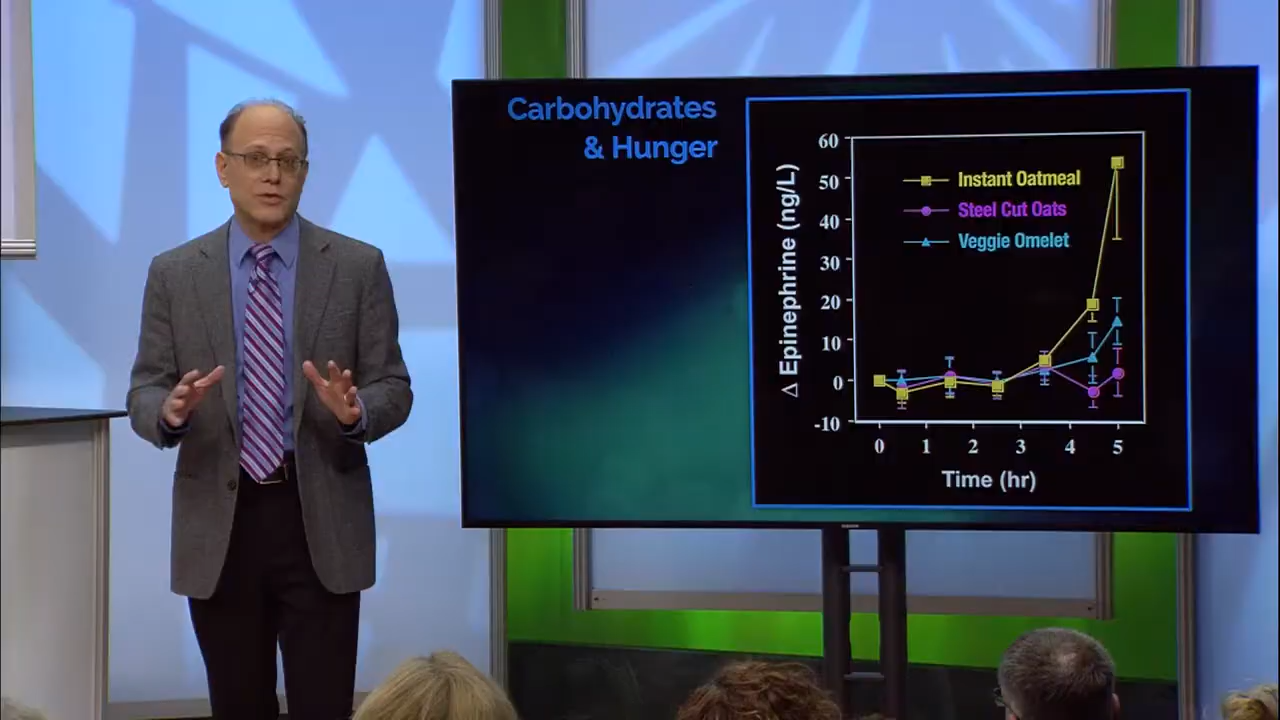 Carbohydrates
& Hunger
Δ Epinephrine (ng/L)
60
50
40
30
20
10
0
-10
Instant Oatmeal
Steel Cut Oats
Veggie Omelet
0 1 2 3 4 5
Time (hr)